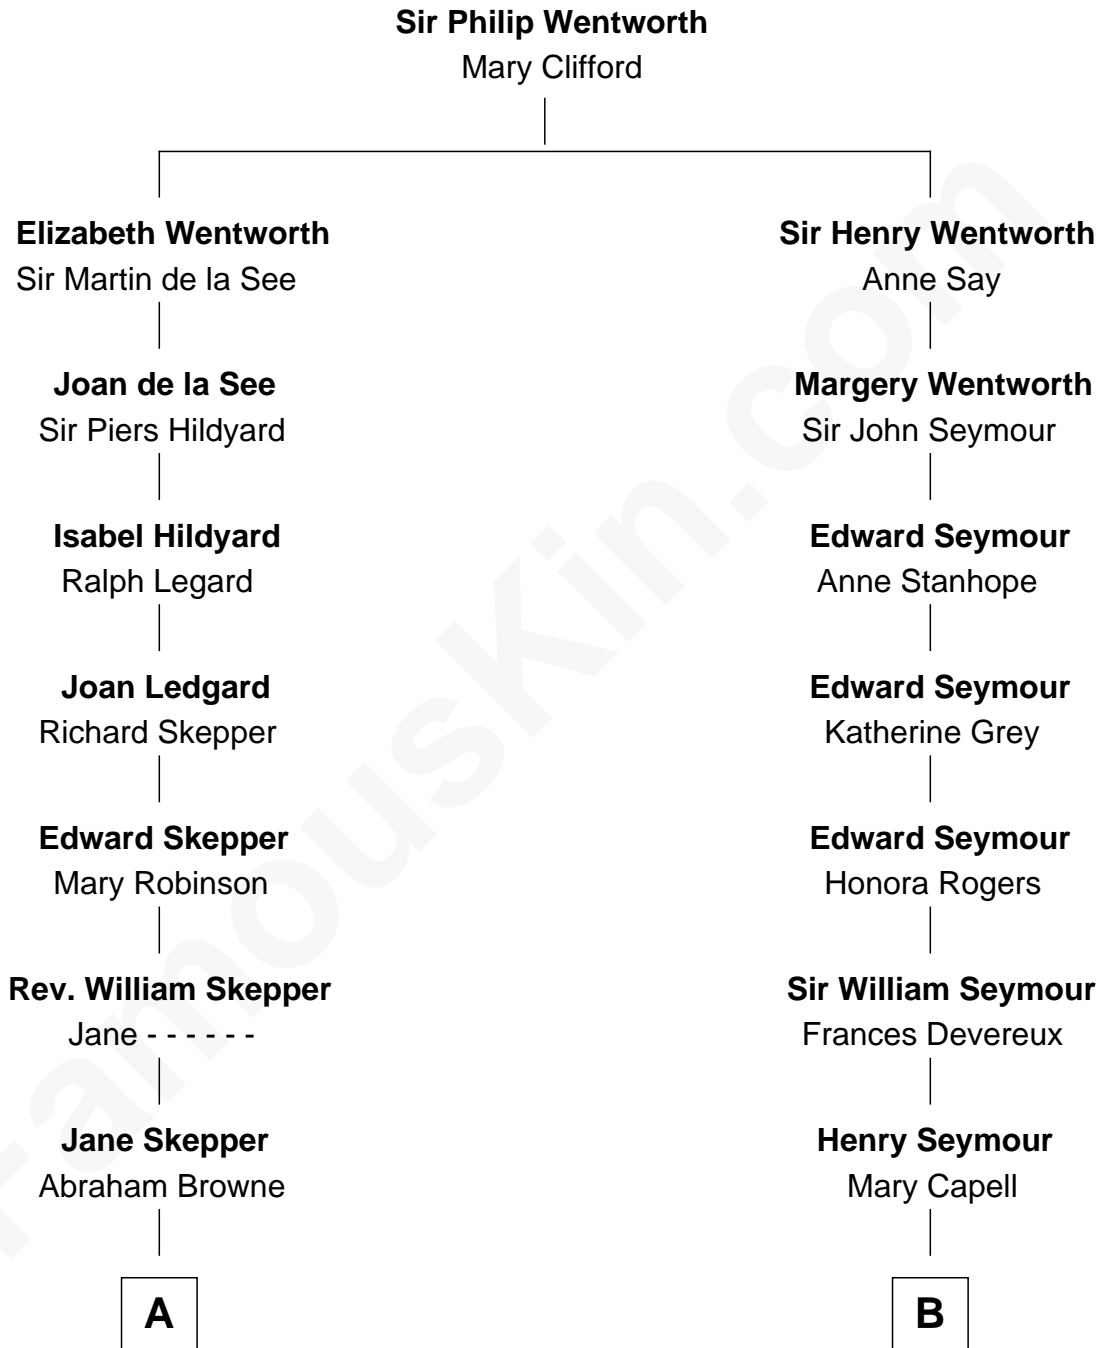 Sir Philip Wentworth
Mary Clifford
Elizabeth Wentworth
Sir Martin de la See
Sir Henry Wentworth
Anne Say
Joan de la See
Sir Piers Hildyard
Margery Wentworth
Sir John Seymour
Isabel Hildyard
Ralph Legard
Edward Seymour
Anne Stanhope
Joan Ledgard
Richard Skepper
Edward Seymour
Katherine Grey
Edward Skepper
Mary Robinson
Edward Seymour
Honora Rogers
Rev. William Skepper
Jane - - - - - -
Sir William Seymour
Frances Devereux
Jane Skepper
Abraham Browne
Henry Seymour
Mary Capell
A
B
FamousKin.com